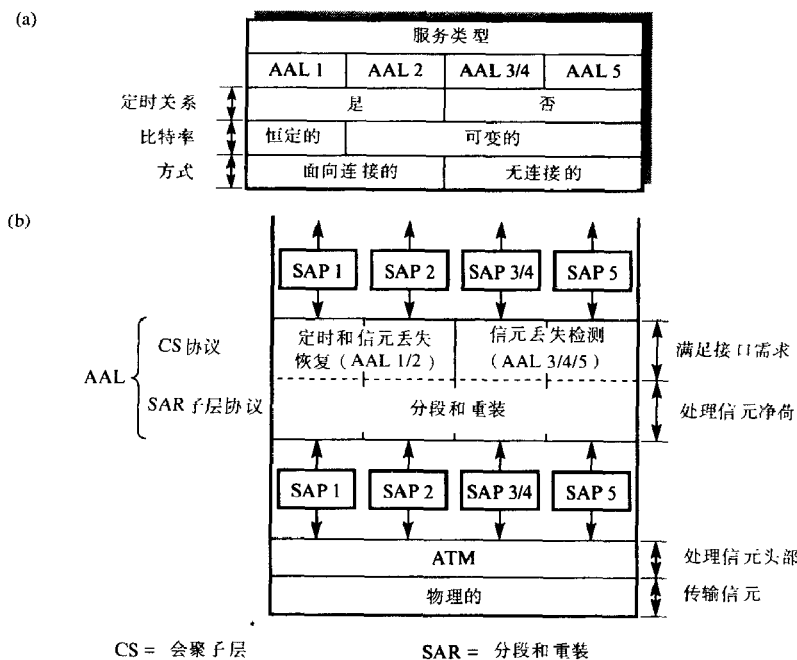 (a)
服务类型
AAL 1 AAL 2 AAL 3/4 AAL 5
定时关系 是 否
比特率 恒定的 可变的
方式 面向连接的 无连接的
(b)
SAP 1 SAP 2 SAP 3/4 SAP 5
AAL
CS协议
定时和信元丢失
恢复(AAL 1/2)
信元丢失检测
(AAL 3/4/5)
满足接口需求
SAR子层协议 分段和重装 处理信元净荷
SAP 1 SAP 2 SAP 3/4 SAP 5
ATM 处理信元头部
物理的 传输信元
CS = 会聚子层 SAR = 分段和重装